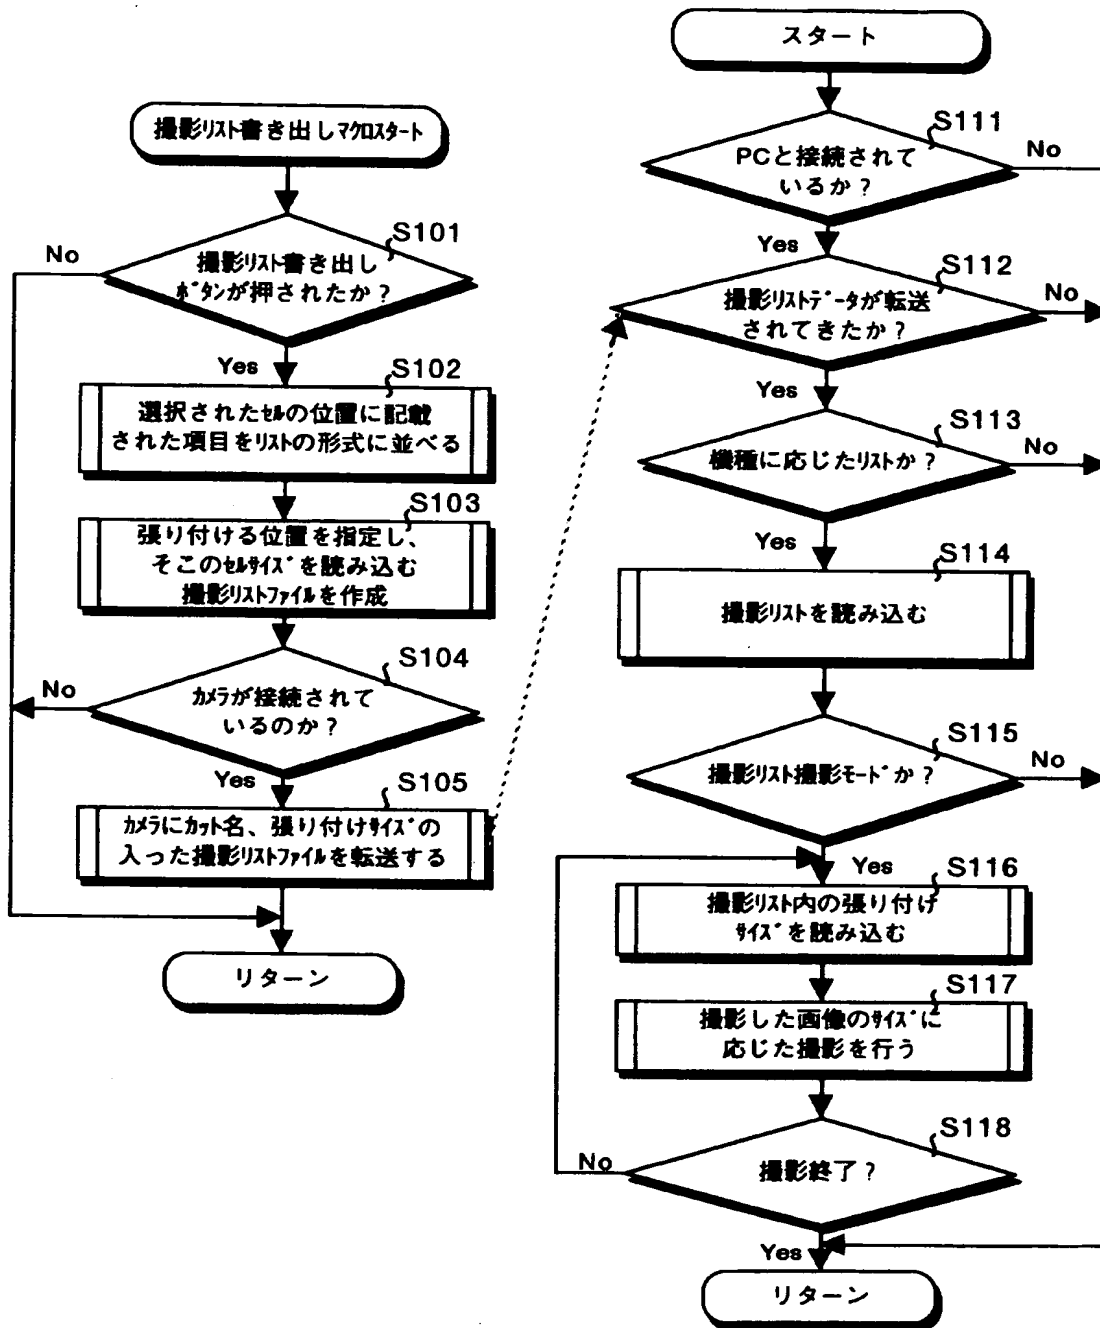 撮影リスト書き出しマクロスタート
S101
撮影リスト書き出し
ボタンが押されたか?
No
Yes
S102
選択されたセルの位置に記載
された項目をリストの形式に並べる
S103
張り付ける位置を指定し、
そこのセルサイズを読み込む
撮影リストファイルを作成
S104
カメラが接続されて
いるのか?
No
Yes
S105
カメラにカット名、張り付けサイズの
入った撮影リストファイルを転送する
リターン
スタート
S111
PCと接続されて
いるか?
No
Yes
S112
撮影リストデータが転送
されてきたか?
No
Yes
S113
機種に応じたリストか?
No
Yes
S114
撮影リストを読み込む
S115
撮影リスト撮影モードか?
No
Yes
S116
撮影リスト内の張り付け
サイズを読み込む
S117
撮影した画像のサイズに
応じた撮影を行う
S118
撮影終了?
No
Yes
リターン